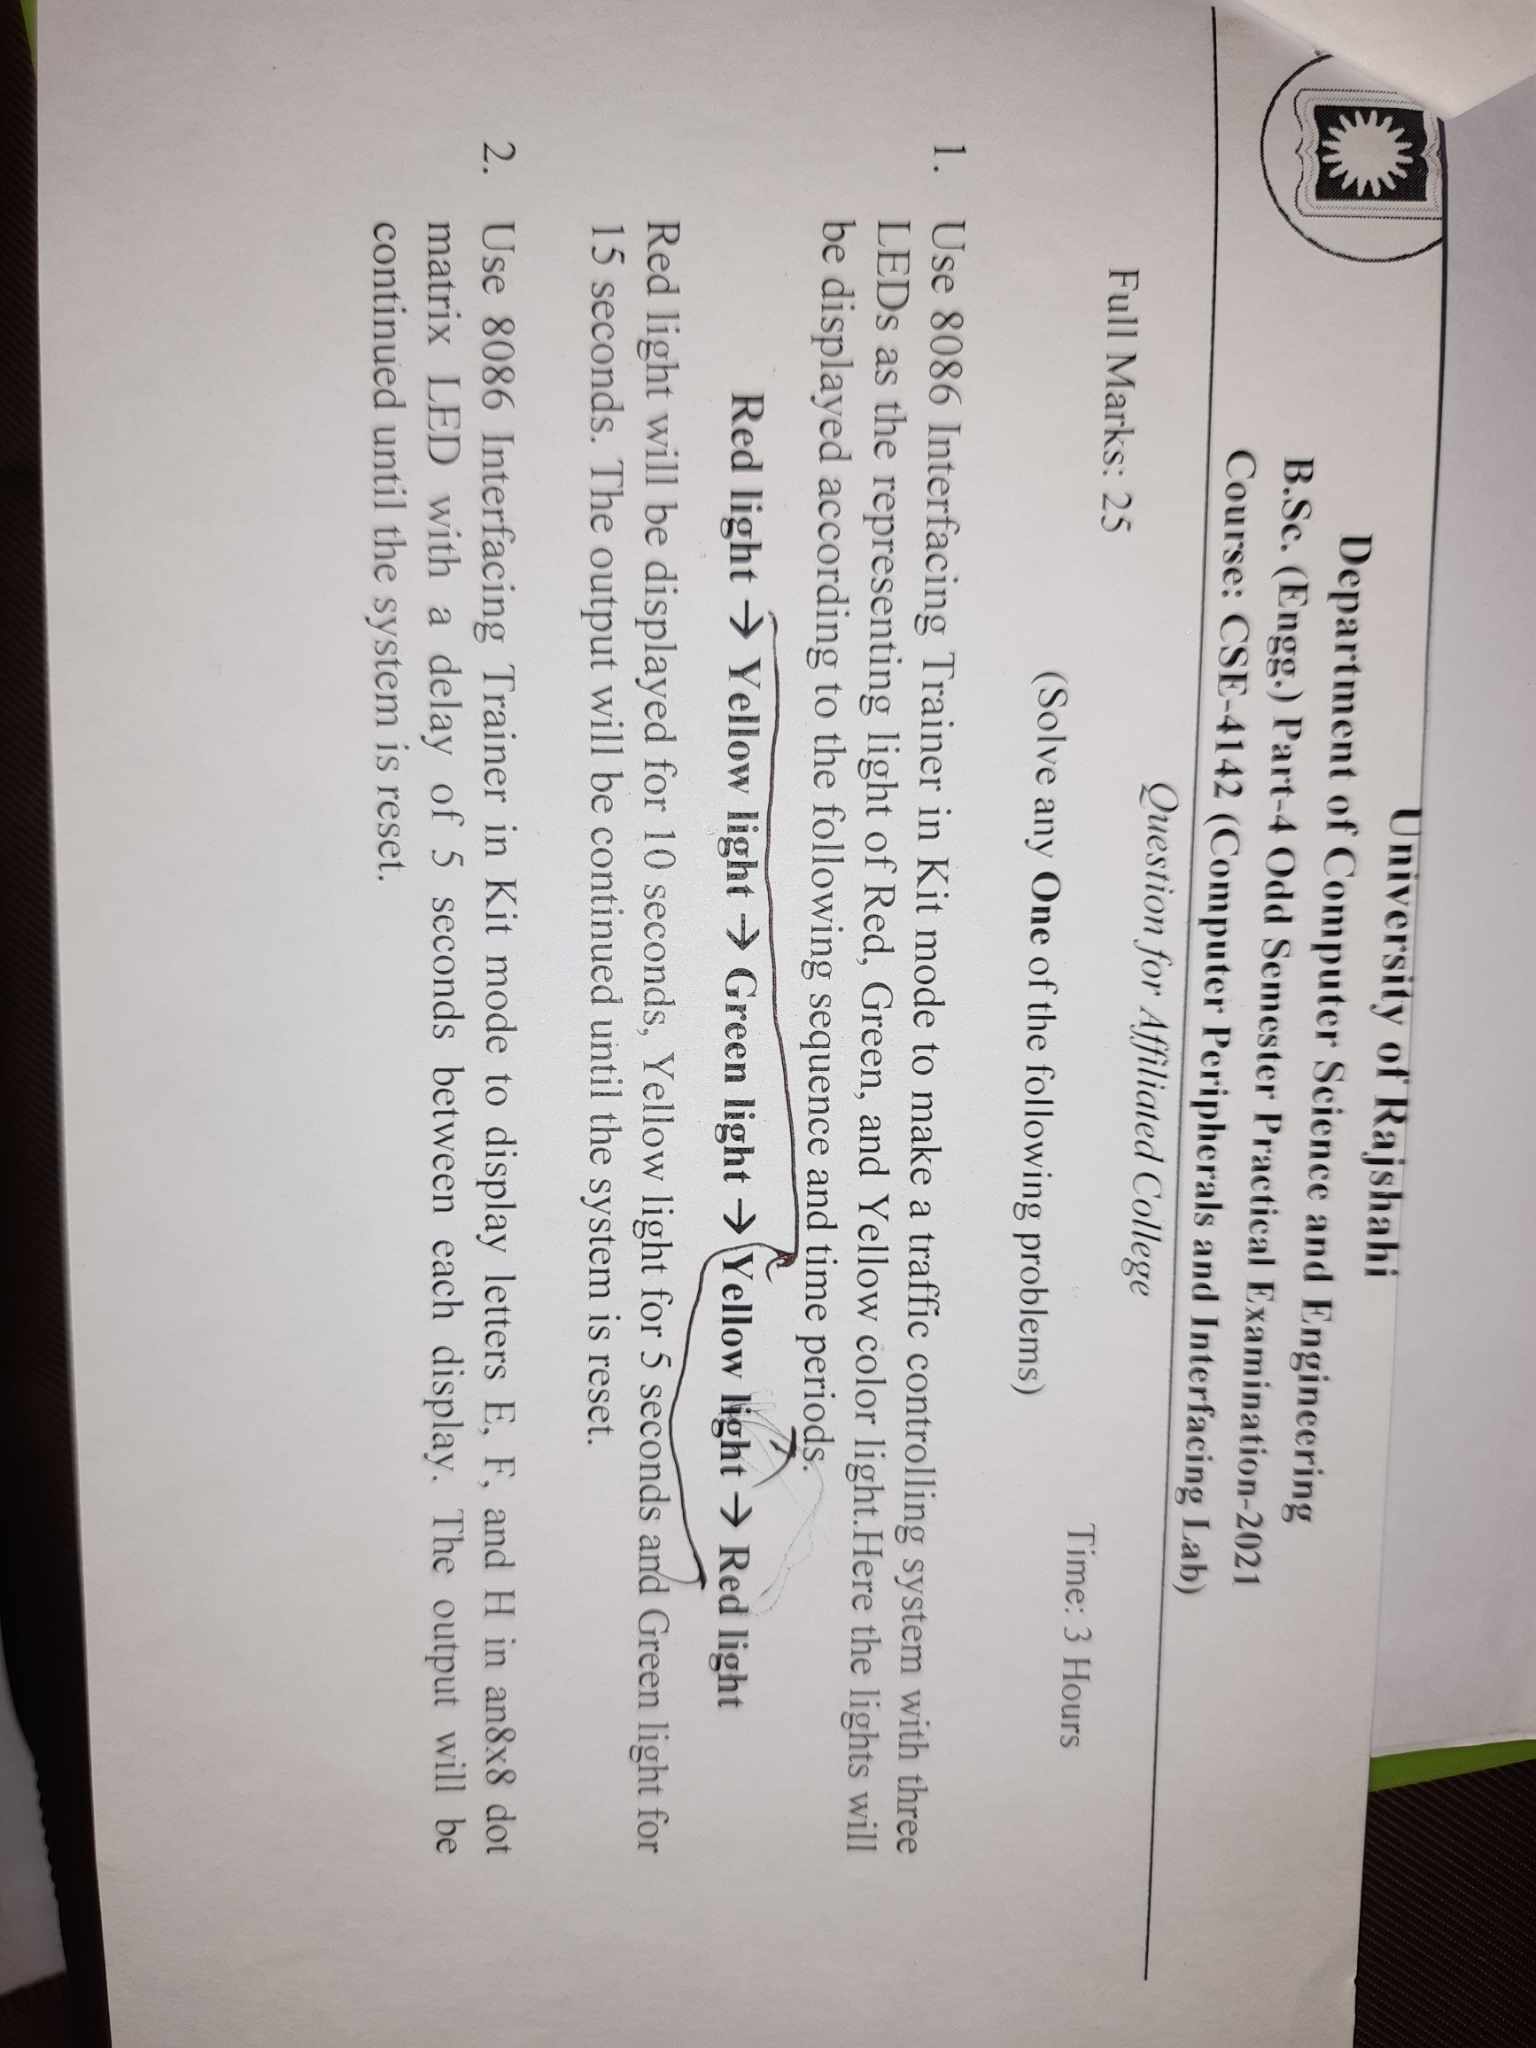 University of Rajshahi
Department of Computer Science and Engineering
B.Sc. (Engg.) Part-4 Odd Semester Practical Examination-2021
Course: CSE-4142 (Computer Peripherals and Interfacing Lab)
Question for Affiliated College
Full Marks: 25
Time: 3 Hours
(Solve any One of the following problems)
1. Use 8086 Interfacing Trainer in Kit mode to make a traffic controlling system with three
LEDs as the representing light of Red, Green, and Yellow color light.Here the lights will
be displayed according to the following sequence and time periods.
Red light → Yellow light → Green light → Yellow light → Red light
Red light will be displayed for 10 seconds, Yellow light for 5 seconds and Green light for
15 seconds. The output will be continued until the system is reset.
2. Use 8086 Interfacing Trainer in Kit mode to display letters E, F, and H in an8x8 dot
matrix LED with a delay of 5 seconds between each display. The output will be
continued until the system is reset.